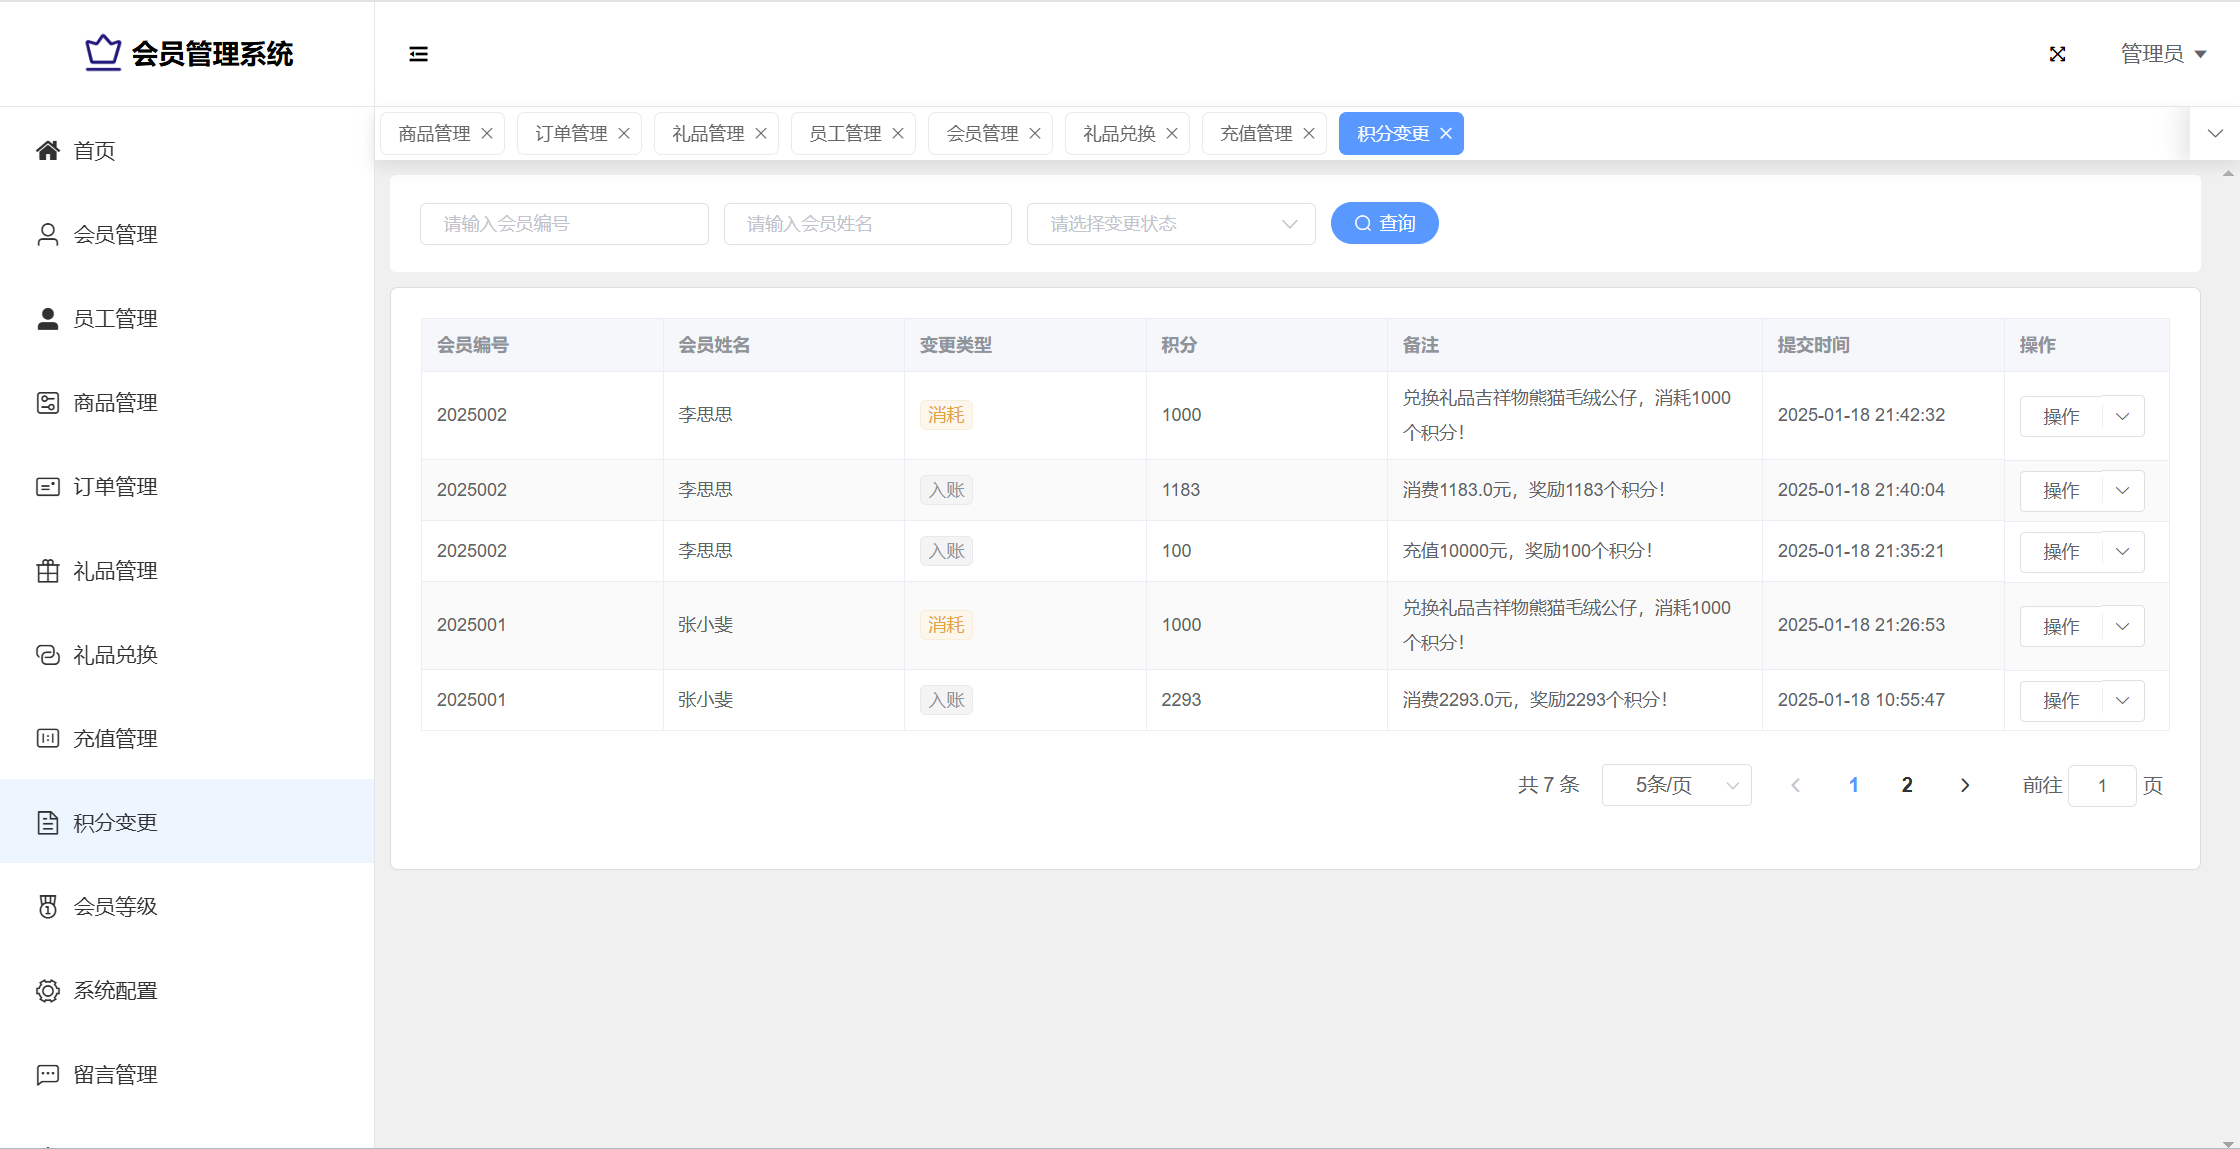 会员管理系统
管理员
首页
会员管理
员工管理
商品管理
订单管理
礼品管理
礼品兑换
充值管理
积分变更
会员等级
系统配置
留言管理
商品管理 订单管理 礼品管理 员工管理 会员管理 礼品兑换 充值管理 积分变更
请输入会员编号 请输入会员姓名 请选择变更状态 查询
会员编号 会员姓名 变更类型 积分 备注 提交时间 操作
2025002 李思思 消耗 1000 兑换礼品吉祥物熊猫毛绒公仔，消耗1000
个积分！ 2025-01-18 21:42:32 操作
2025002 李思思 入账 1183 消费1183.0元，奖励1183个积分！ 2025-01-18 21:40:04 操作
2025002 李思思 入账 100 充值10000元，奖励100个积分！ 2025-01-18 21:35:21 操作
2025001 张小斐 消耗 1000 兑换礼品吉祥物熊猫毛绒公仔，消耗1000
个积分！ 2025-01-18 21:26:53 操作
2025001 张小斐 入账 2293 消费2293.0元，奖励2293个积分！ 2025-01-18 10:55:47 操作
共 7 条 5条/页 1 2 前往 1 页